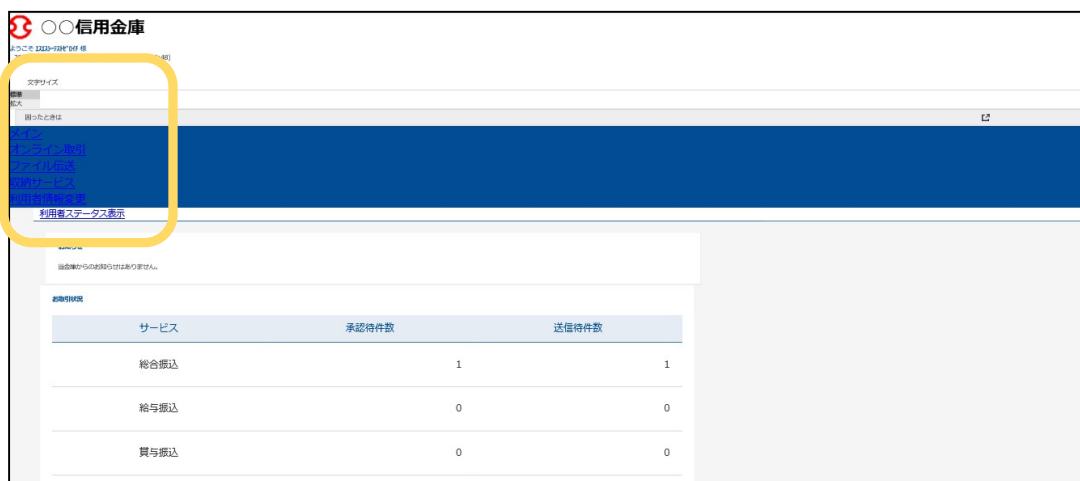 ○○信用金庫
ようこそ 様
文字サイズ
標準
拡大
困ったときは
メイン
オンライン取引
ファイル伝送
収納サービス
利用者情報変更
利用者ステータス表示
お知らせ
当金庫からのお知らせはありません。
お取引状況
サービス 承認待件数 送信待件数
総合振込 1 1
給与振込 0 0
賞与振込 0 0